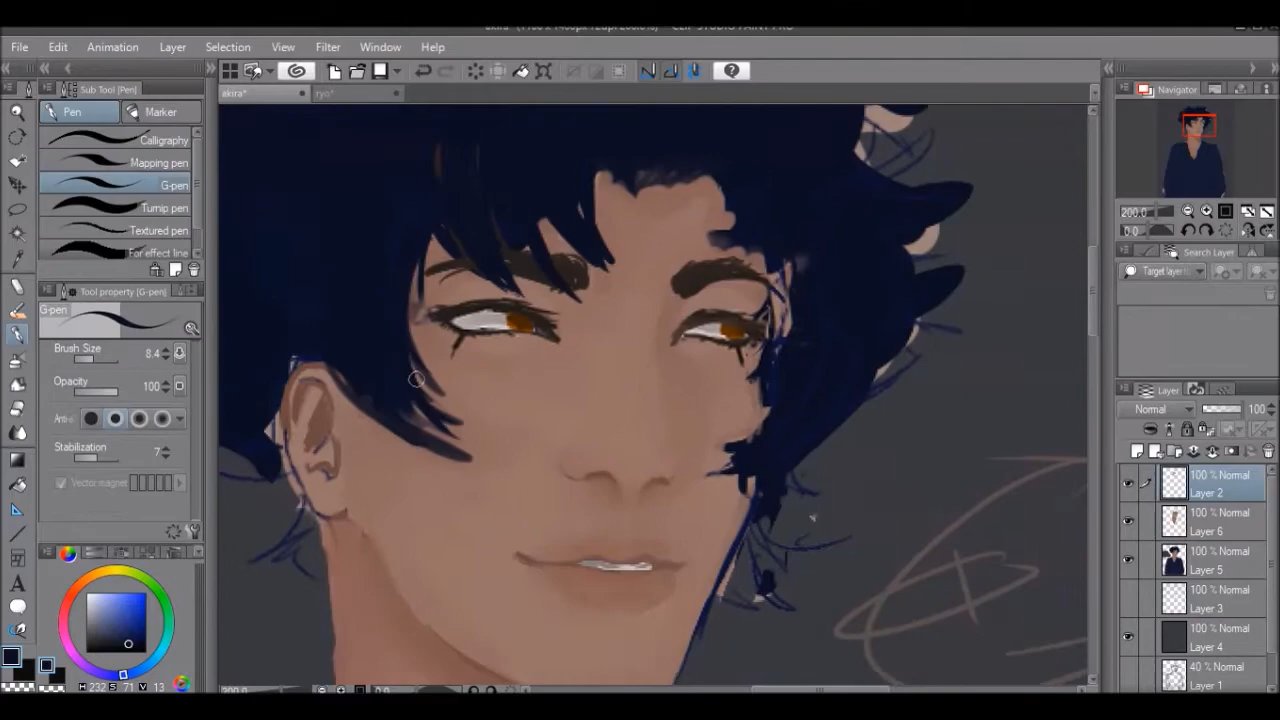 File Edit Animation Layer Selection View Filter Window Help
Sub Tool [Pen]
akira* ryo*
Pen Marker
Calligraphy
Mapping pen
G-pen
Turnip pen
Textured pen
For effect line
Tool property [G-pen]
G-pen
Brush Size 8.4
Opacity 100
Stabilization 7
Vector magnet
H 232 S 71 V 13
Navigator
200.0
0.0
Search Layer
Layer
Normal 100
100 % Normal
Layer 2
100 % Normal
Layer 6
100 % Normal
Layer 5
100 % Normal
Layer 3
100 % Normal
Layer 4
40 % Normal
Layer 1